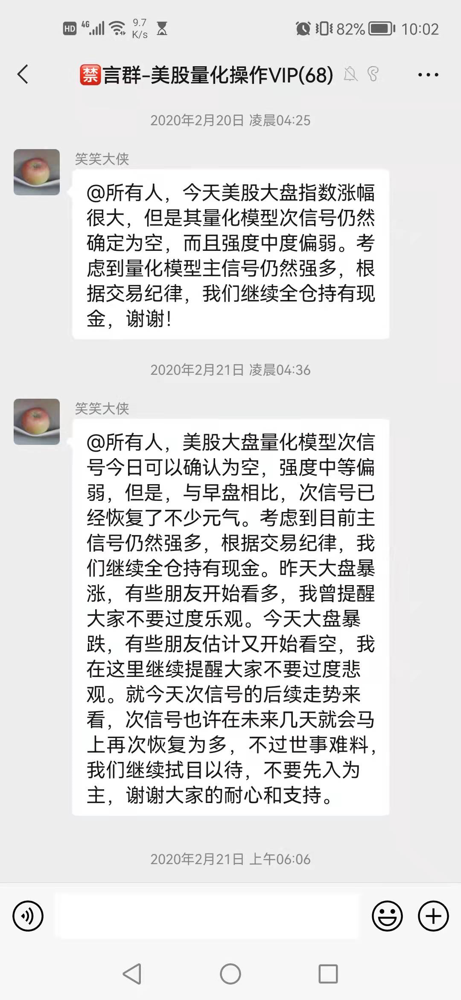 HD 4G 9.7 K/s 82% 10:02
禁言群-美股量化操作VIP(68)
2020年2月20日 凌晨04:25
笑笑大侠
@所有人，今天美股大盘指数涨幅
很大，但是其量化模型次信号仍然
确定为空，而且强度中度偏弱。考
虑到量化模型主信号仍然强多，根
据交易纪律，我们继续全仓持有现
金，谢谢！
2020年2月21日 凌晨04:36
笑笑大侠
@所有人，美股大盘量化模型次信
号今日可以确认为空，强度中等偏
弱，但是，与早盘相比，次信号已
经恢复了不少元气。考虑到目前主
信号仍然强多，根据交易纪律，我
们继续全仓持有现金。昨天大盘暴
涨，有些朋友开始看多，我曾提醒
大家不要过度乐观。今天大盘暴
跌，有些朋友估计又开始看空，我
在这里继续提醒大家不要过度悲
观。就今天次信号的后续走势来
看，次信号也许在未来几天就会马
上再次恢复为多，不过世事难料，
我们继续拭目以待，不要先入为
主，谢谢大家的耐心和支持。
2020年2月21日 上午06:06